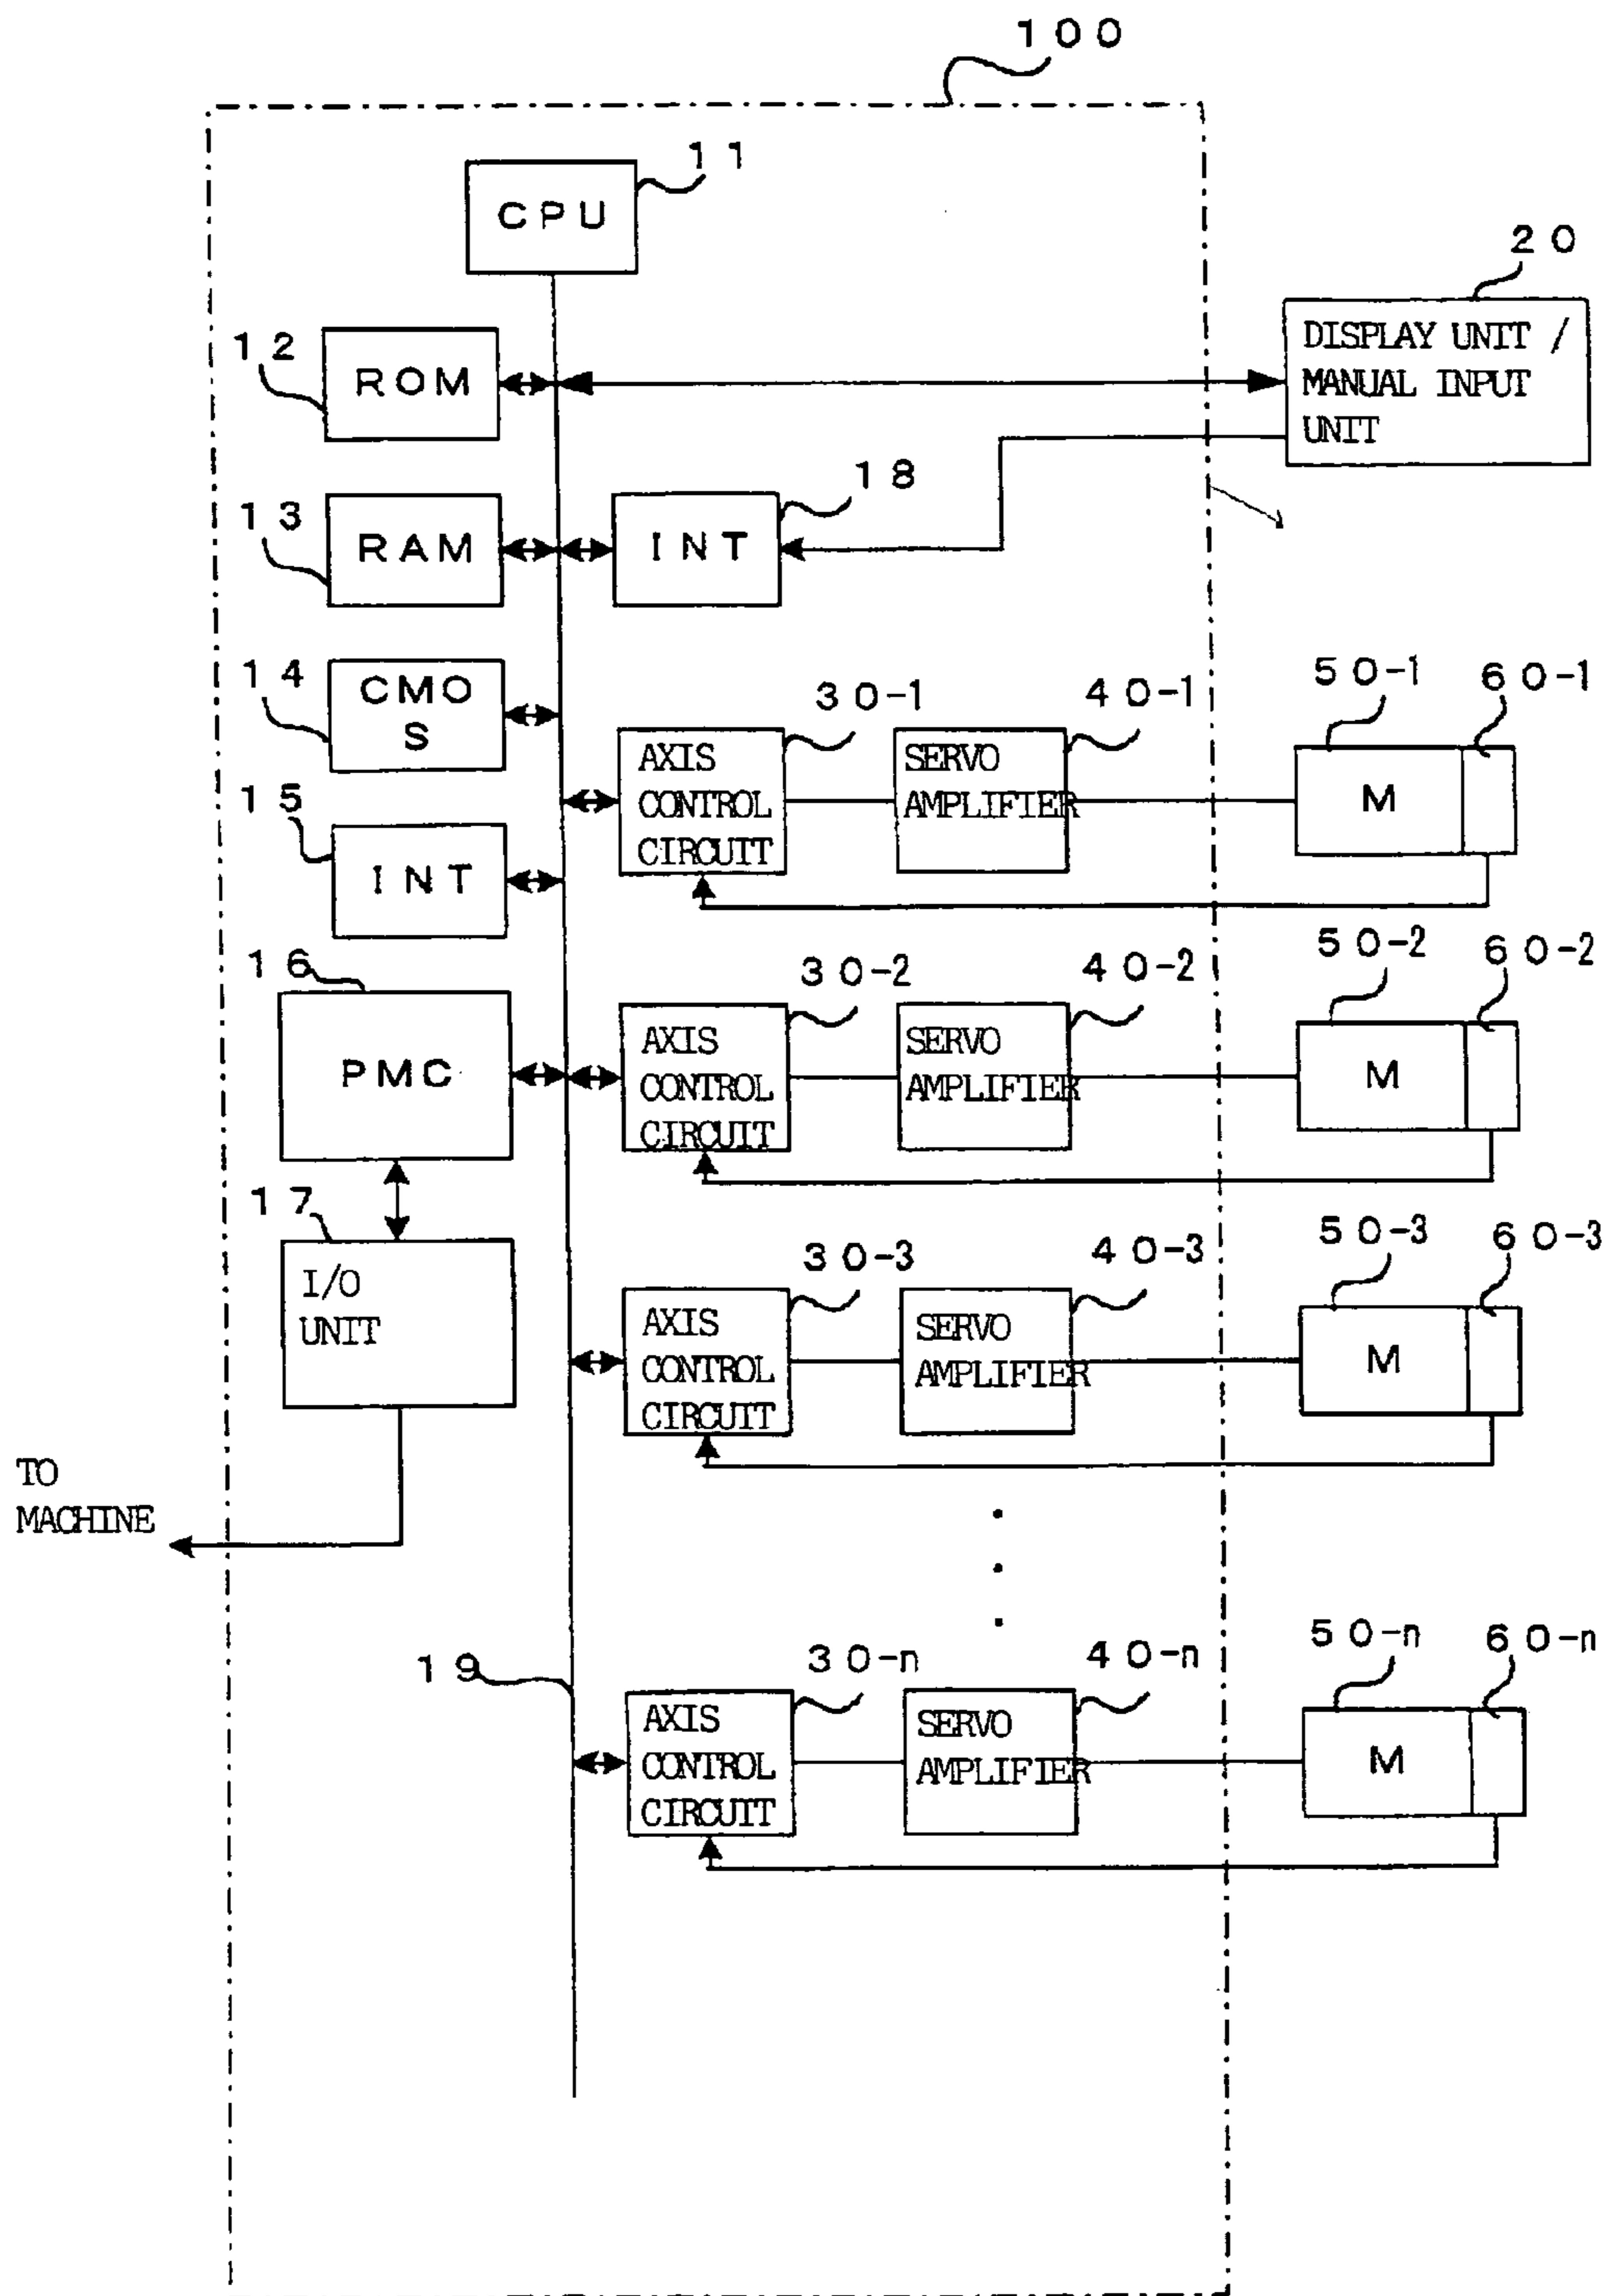 100
11
CPU
20
DISPLAY UNIT /
MANUAL INPUT
UNIT
12
ROM
18
13
RAM
INT
14
CMO
S
30-1
40-1
50-1
60-1
AXIS
CONTROL
CIRCUIT
SERVO
AMPLIFIER
M
15
INT
16
PMC
30-2
40-2
50-2
60-2
AXIS
CONTROL
CIRCUIT
SERVO
AMPLIFIER
M
17
I/O
UNIT
30-3
40-3
50-3
60-3
AXIS
CONTROL
CIRCUIT
SERVO
AMPLIFIER
M
TO
MACHINE
19
30-n
40-n
50-n
60-n
AXIS
CONTROL
CIRCUIT
SERVO
AMPLIFIER
M